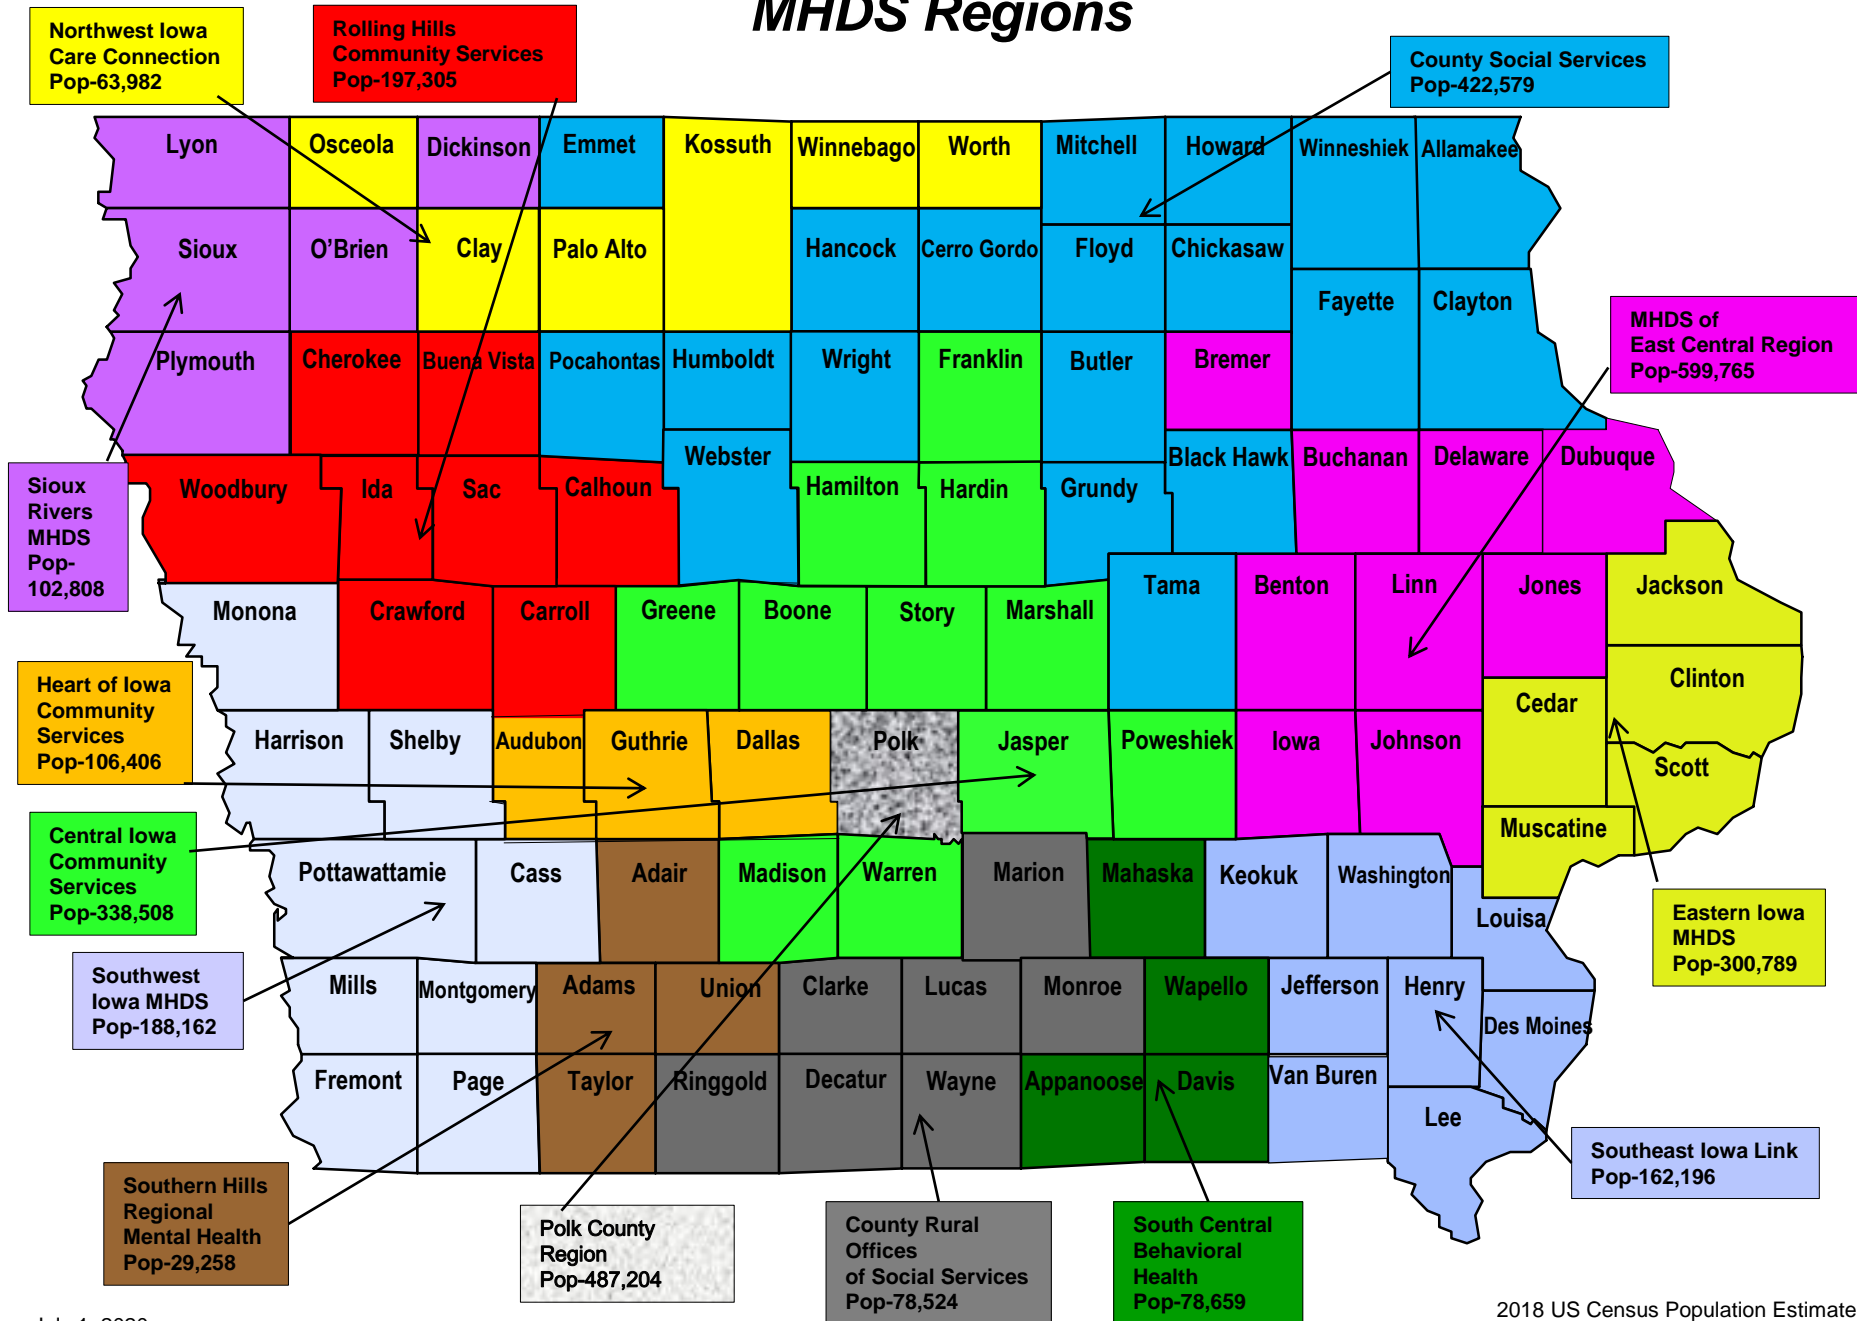 MHDS Regions
Northwest Iowa
Care Connection
Pop-63,982
Rolling Hills
Community Services
Pop-197,305
County Social Services
Pop-422,579
Lyon
Osceola
Dickinson
Emmet
Kossuth
Winnebago
Worth
Mitchell
Howard
Winneshiek
Allamakee
Sioux
O'Brien
Clay
Palo Alto
Hancock
Cerro Gordo
Floyd
Chickasaw
Fayette
Clayton
MHDS of
East Central Region
Pop-599,765
Plymouth
Cherokee
Buena Vista
Pocahontas
Humboldt
Wright
Franklin
Butler
Bremer
Sioux
Rivers
MHDS
Pop-
102,808
Woodbury
Ida
Sac
Calhoun
Webster
Hamilton
Hardin
Grundy
Black Hawk
Buchanan
Delaware
Dubuque
Monona
Crawford
Carroll
Greene
Boone
Story
Marshall
Tama
Benton
Linn
Jones
Jackson
Heart of Iowa
Community
Services
Pop-106,406
Harrison
Shelby
Audubon
Guthrie
Dallas
Polk
Jasper
Poweshiek
Iowa
Johnson
Cedar
Clinton
Scott
Central Iowa
Community
Services
Pop-338,508
Pottawattamie
Cass
Adair
Madison
Warren
Marion
Mahaska
Keokuk
Washington
Muscatine
Louisa
Eastern Iowa
MHDS
Pop-300,789
Southwest
Iowa MHDS
Pop-188,162
Mills
Montgomery
Adams
Union
Clarke
Lucas
Monroe
Wapello
Jefferson
Henry
Des Moines
Fremont
Page
Taylor
Ringgold
Decatur
Wayne
Appanoose
Davis
Van Buren
Lee
Southern Hills
Regional
Mental Health
Pop-29,258
Polk County
Region
Pop-487,204
County Rural
Offices
of Social Services
Pop-78,524
South Central
Behavioral
Health
Pop-78,659
Southeast Iowa Link
Pop-162,196
2018 US Census Population Estimate